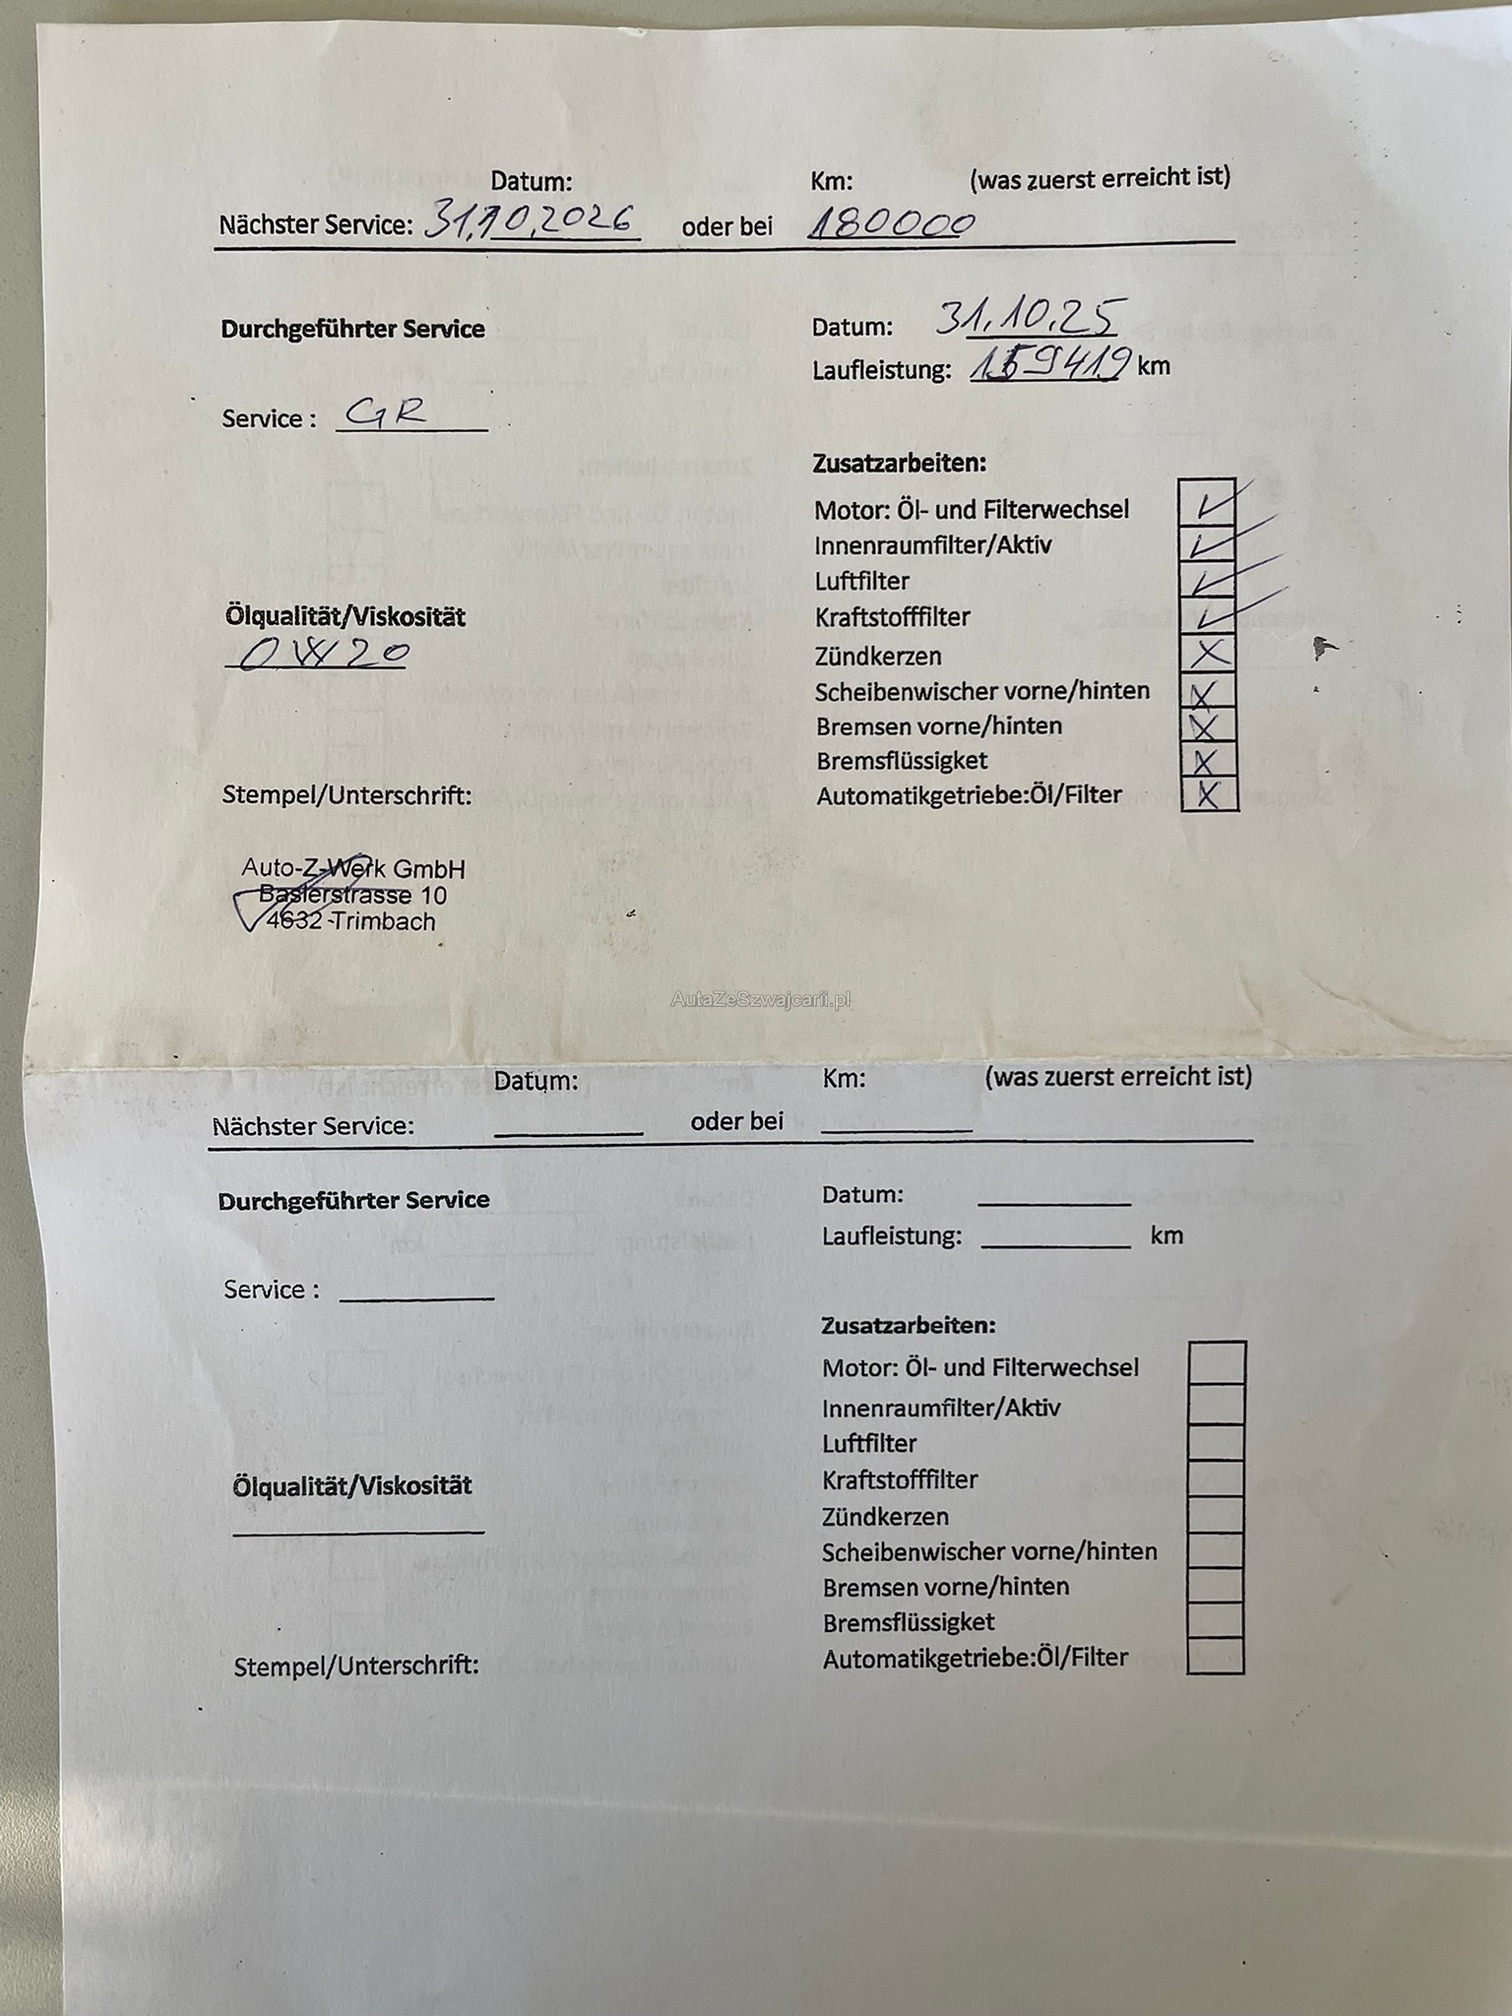 Datum: Km: (was zuerst erreicht ist)
Nächster Service: 31.10.2026 oder bei 180000
Durchgeführter Service
Datum: 31.10.25
Laufleistung: 159419 km
Service : GR
Zusatzarbeiten:
Motor: Öl- und Filterwechsel ✓
Innenraumfilter/Aktiv ✓
Luftfilter ✓
Kraftstofffilter ✓
Ölqualität/Viskosität
0W20
Zündkerzen X
Scheibenwischer vorne/hinten X
Bremsen vorne/hinten X
Bremsflüssigket X
Automatikgetriebe:Öl/Filter X
Stempel/Unterschrift:
Auto-Z-Werk GmbH
Baslerstrasse 10
4632 Trimbach
AutaZeSzwajcarii.pl
Datum: Km: (was zuerst erreicht ist)
Nächster Service: oder bei
Durchgeführter Service
Datum:
Laufleistung: km
Service :
Zusatzarbeiten:
Motor: Öl- und Filterwechsel
Innenraumfilter/Aktiv
Luftfilter
Kraftstofffilter
Ölqualität/Viskosität
Zündkerzen
Scheibenwischer vorne/hinten
Bremsen vorne/hinten
Bremsflüssigket
Automatikgetriebe:Öl/Filter
Stempel/Unterschrift: